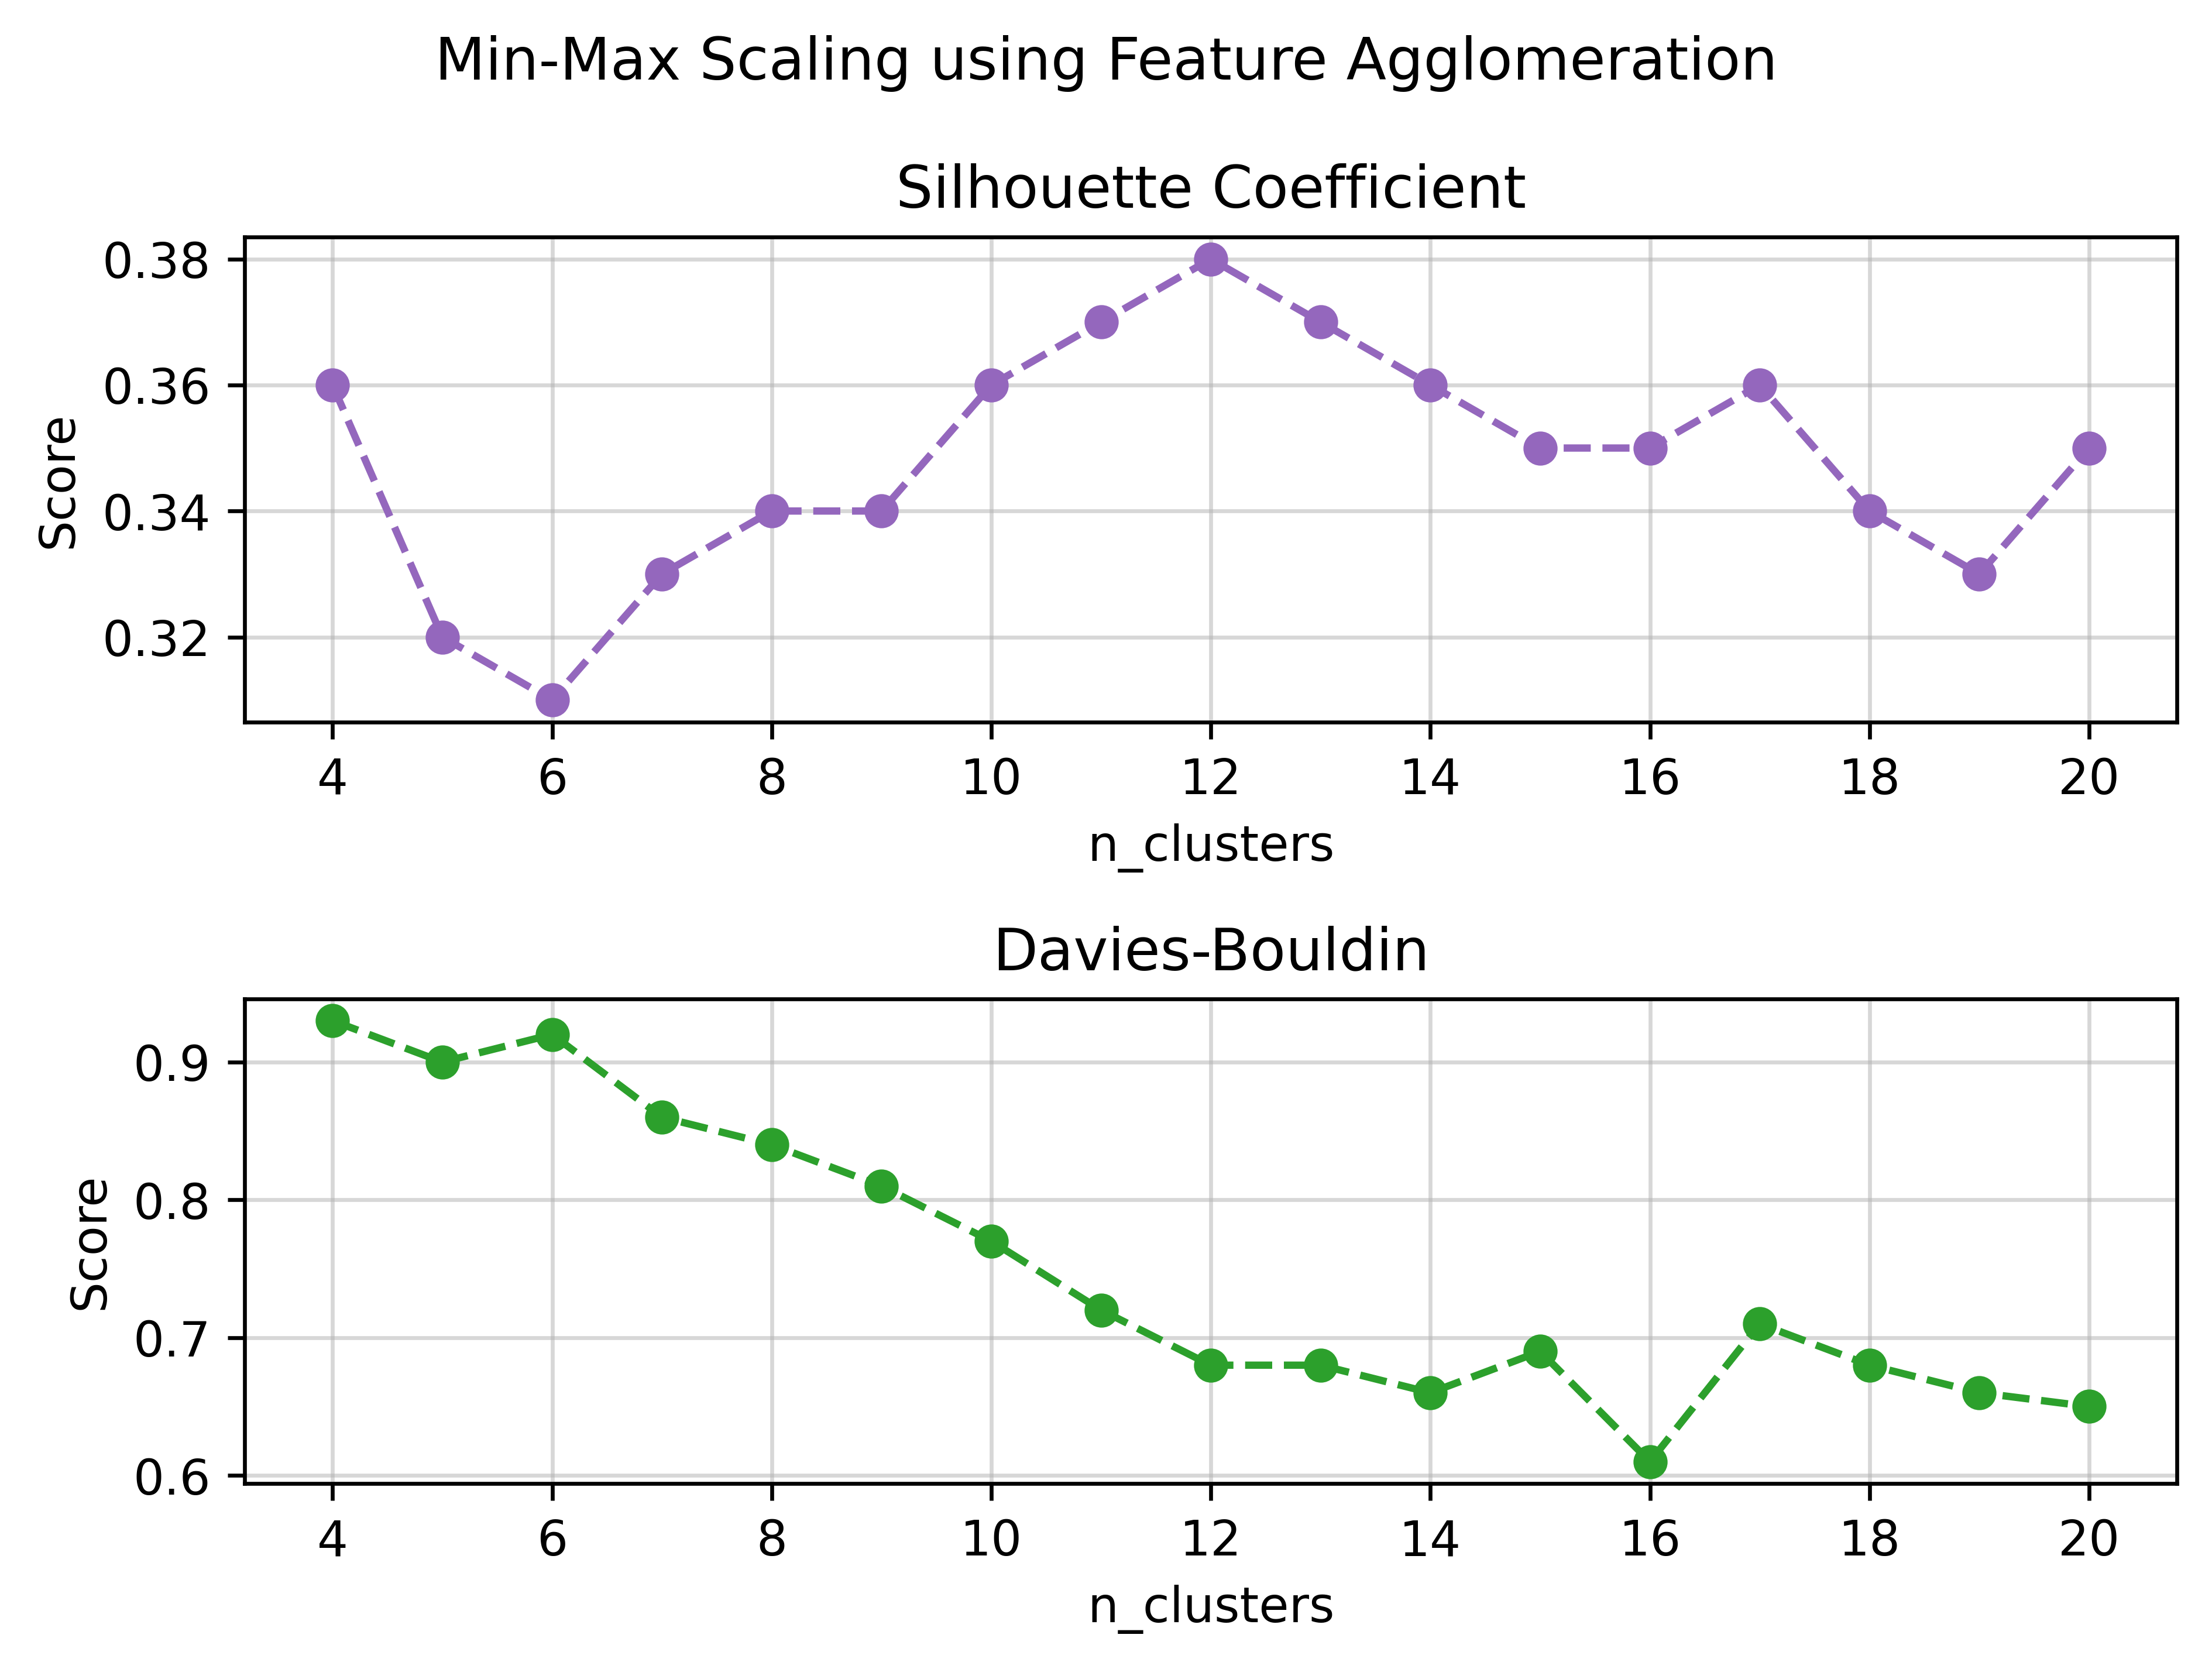 Min-Max Scaling using Feature Agglomeration
Silhouette Coefficient
Score
0.38
0.36
0.34
0.32
4 6 8 10 12 14 16 18 20
n_clusters
Davies-Bouldin
Score
0.9
0.8
0.7
0.6
4 6 8 10 12 14 16 18 20
n_clusters